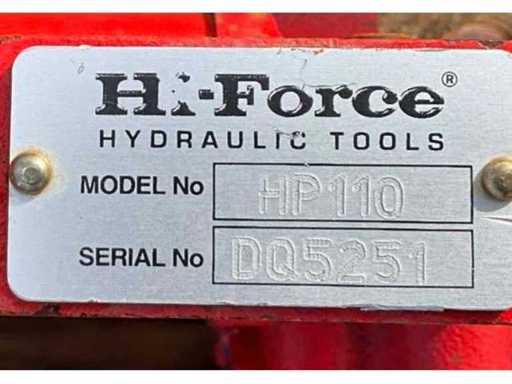 Hi-Force®
HYDRAULIC TOOLS
MODEL No HP110
SERIAL No DQ5251